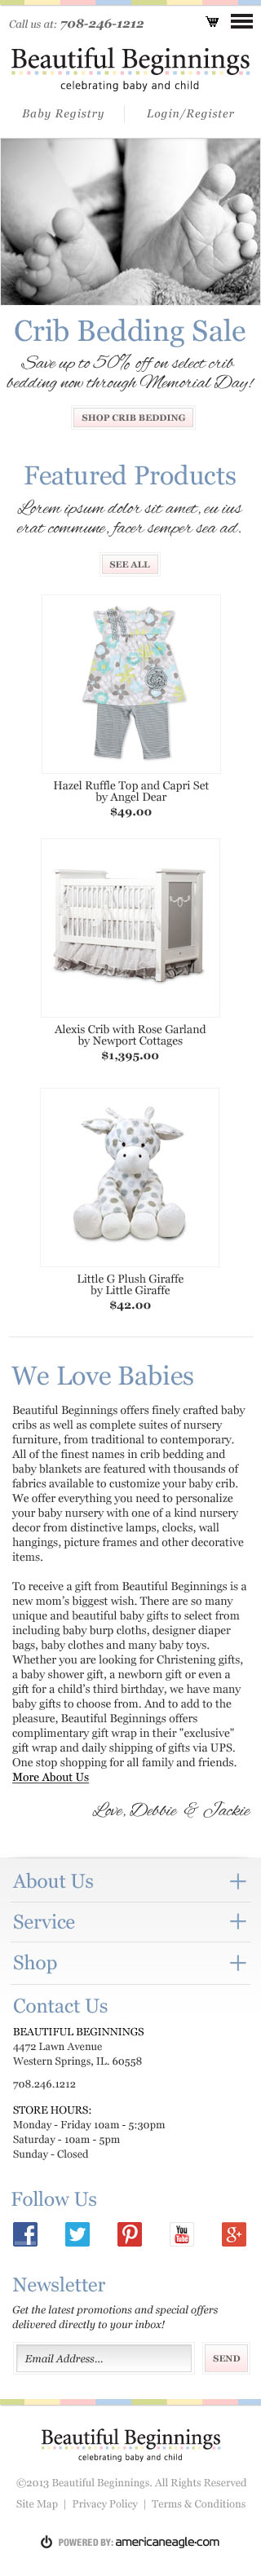 Call us at: 708-246-1212
Beautiful Beginnings
celebrating baby and child
Baby Registry
Login/Register
Crib Bedding Sale
Save up to 50% off on select crib
bedding now through Memorial Day!
SHOP CRIB BEDDING
Featured Products
Lorem ipsum dolor sit amet, eu ius
erat commune, facer semper sea ad.
SEE ALL
Hazel Ruffle Top and Capri Set
by Angel Dear
$49.00
Alexis Crib with Rose Garland
by Newport Cottages
$1,395.00
Little G Plush Giraffe
by Little Giraffe
$42.00
We Love Babies
Beautiful Beginnings offers finely crafted baby
cribs as well as complete suites of nursery
furniture, from traditional to contemporary.
All of the finest names in crib bedding and
baby blankets are featured with thousands of
fabrics available to customize your baby crib.
We offer everything you need to personalize
your baby nursery with one of a kind nursery
decor from distinctive lamps, clocks, wall
hangings, picture frames and other decorative
items.
To receive a gift from Beautiful Beginnings is a
new mom's biggest wish. There are so many
unique and beautiful baby gifts to select from
including baby burp cloths, designer diaper
bags, baby clothes and many baby toys.
Whether you are looking for Christening gifts,
a baby shower gift, a newborn gift or even a
gift for a child's third birthday, we have many
baby gifts to choose from. And to add to the
pleasure, Beautiful Beginnings offers
complimentary gift wrap in their "exclusive"
gift wrap and daily shipping of gifts via UPS.
One stop shopping for all family and friends.
More About Us
Love, Debbie & Jackie
About Us
Service
Shop
Contact Us
BEAUTIFUL BEGINNINGS
4472 Lawn Avenue
Western Springs, IL. 60558
708.246.1212
STORE HOURS:
Monday - Friday 10am - 5:30pm
Saturday - 10am - 5pm
Sunday - Closed
Follow Us
You Tube
Newsletter
Get the latest promotions and special offers
delivered directly to your inbox!
Email Address...
SEND
Beautiful Beginnings
celebrating baby and child
©2013 Beautiful Beginnings. All Rights Reserved
Site Map | Privacy Policy | Terms & Conditions
POWERED BY: americaneagle.com